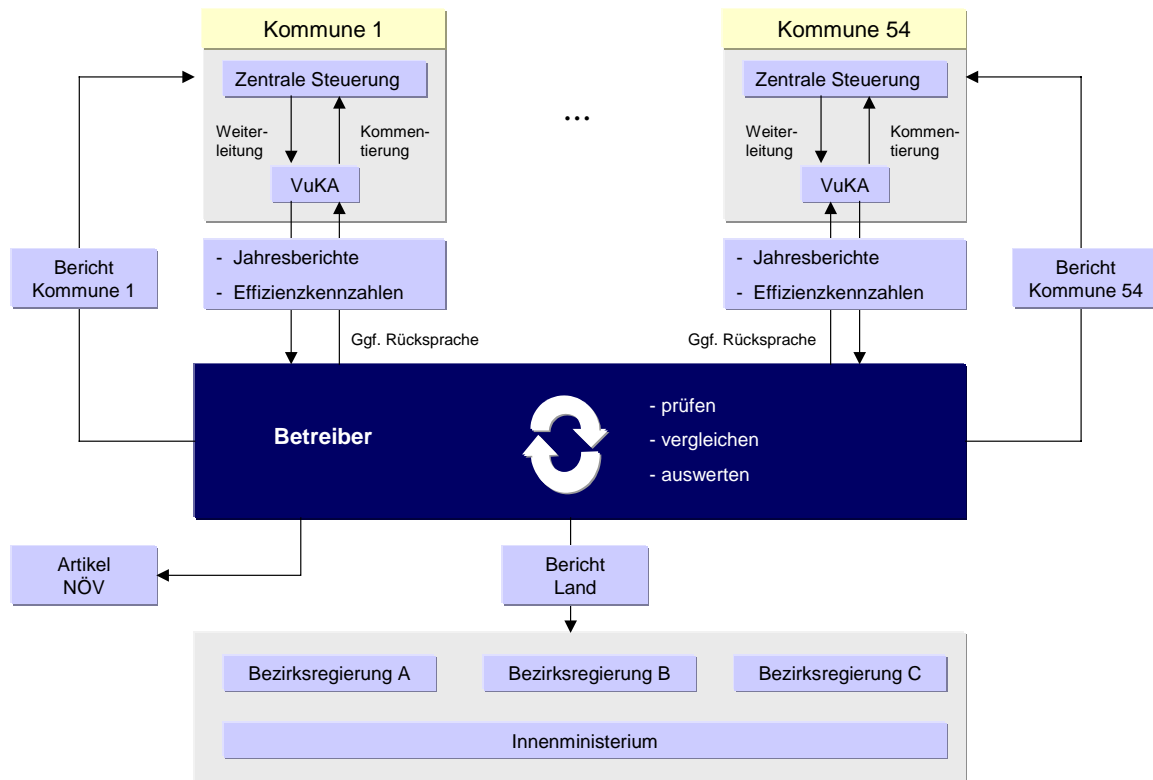 Kommune 1
Kommune 54
Zentrale Steuerung
Zentrale Steuerung
...
Weiter-
leitung
Kommen-
tierung
Weiter-
leitung
Kommen-
tierung
VuKA
VuKA
Bericht
Kommune 1
- Jahresberichte
- Effizienzkennzahlen
- Jahresberichte
- Effizienzkennzahlen
Bericht
Kommune 54
Ggf. Rücksprache
Ggf. Rücksprache
Betreiber
- prüfen
- vergleichen
- auswerten
Artikel
NÖV
Bericht
Land
Bezirksregierung A
Bezirksregierung B
Bezirksregierung C
Innenministerium